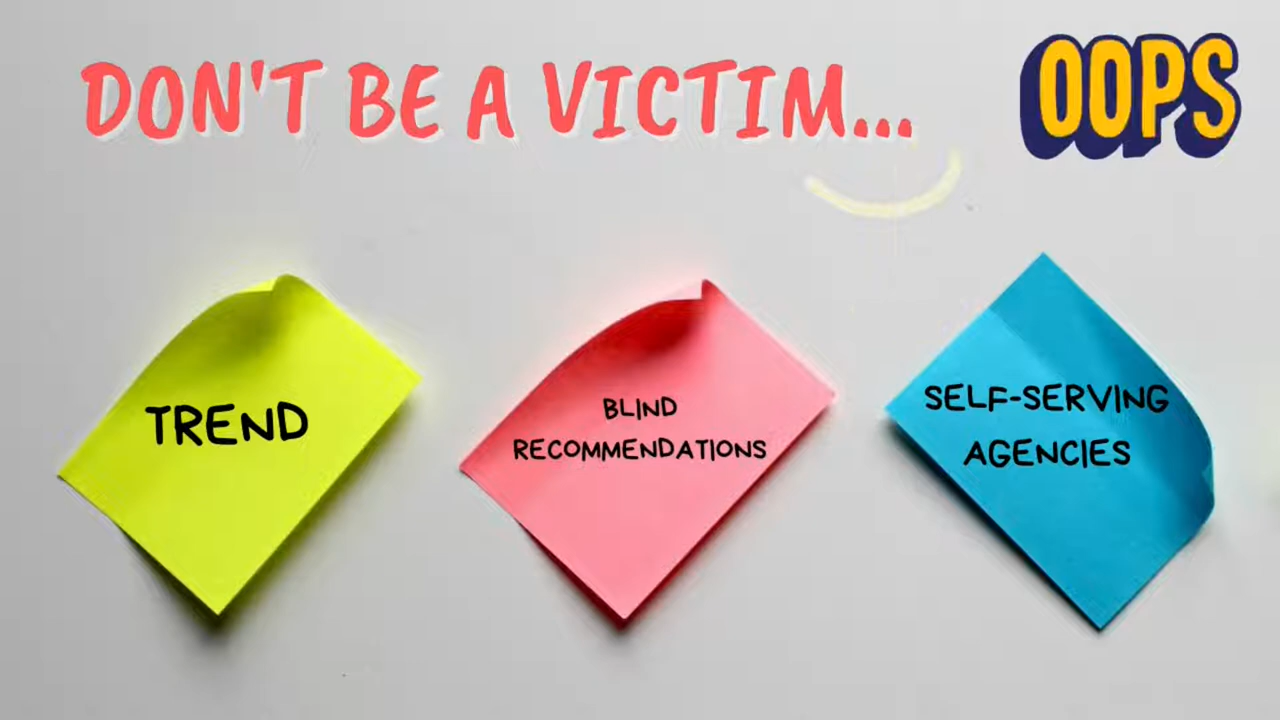 DON'T BE A VICTIM...
OOPS
TREND
BLIND
RECOMMENDATIONS
SELF-SERVING
AGENCIES